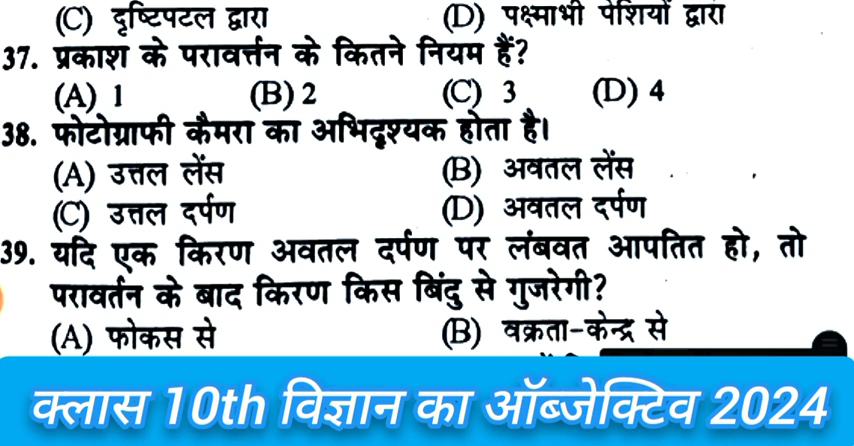 (C) दृष्टिपटल द्वारा (D) पक्ष्माभी पेशियों द्वारा
37. प्रकाश के परावर्त्तन के कितने नियम हैं?
(A) 1 (B) 2 (C) 3 (D) 4
38. फोटोग्राफी कैमरा का अभिदृश्यक होता है।
(A) उत्तल लेंस (B) अवतल लेंस
(C) उत्तल दर्पण (D) अवतल दर्पण
39. यदि एक किरण अवतल दर्पण पर लंबवत आपतित हो, तो
परावर्तन के बाद किरण किस बिंदु से गुजरेगी?
(A) फोकस से (B) वक्रता-केन्द्र से
क्लास 10th विज्ञान का ऑब्जेक्टिव 2024